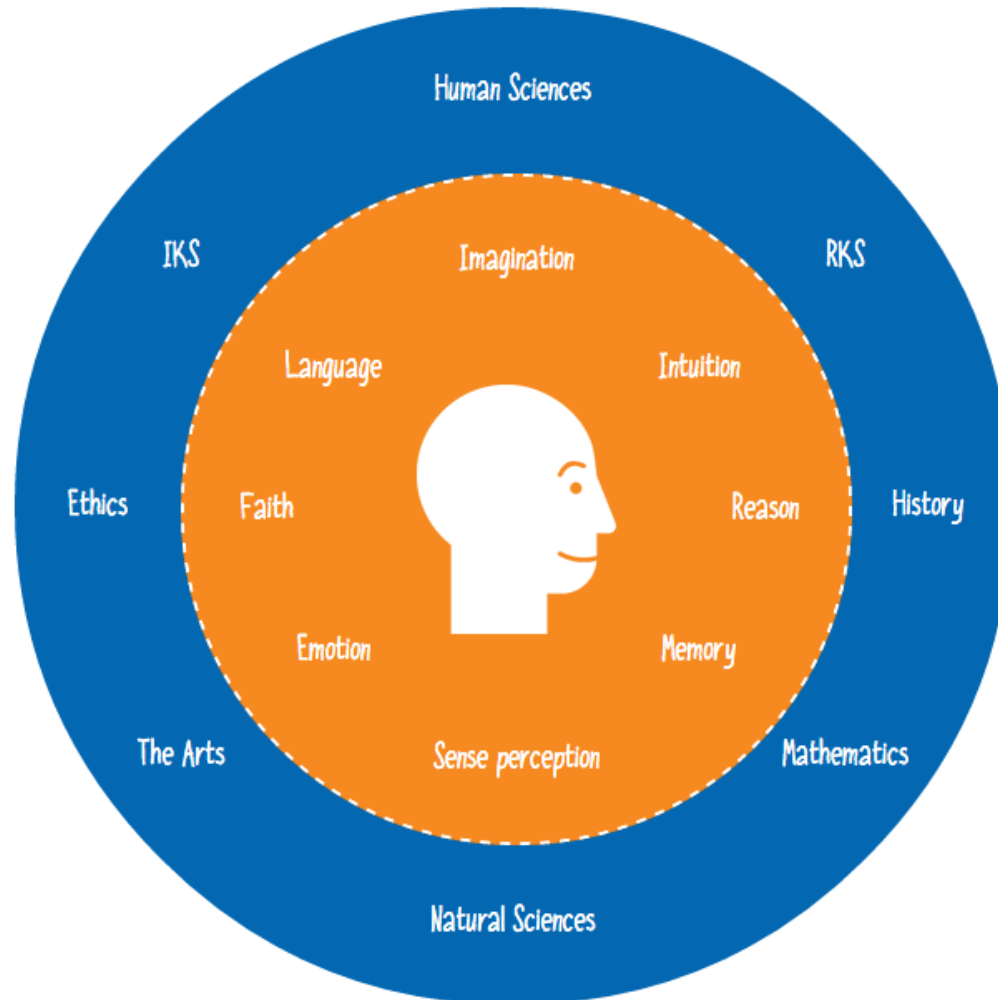 Human Sciences
IKS
RKS
Imagination
Language
Intuition
Ethics
Faith
Reason
History
Emotion
Memory
The Arts
Sense perception
Mathematics
Natural Sciences